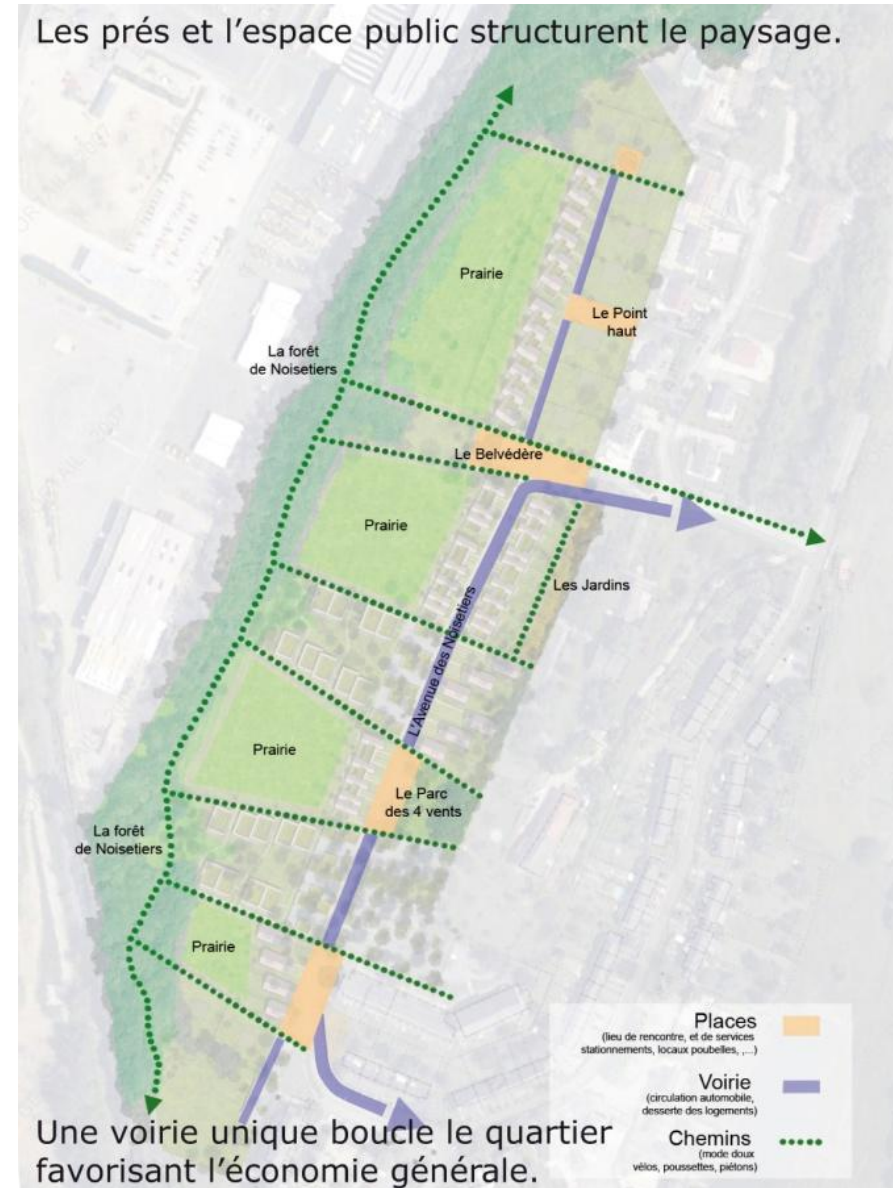 Les prés et l'espace public structurent le paysage.
Prairie
Le Point
haut
La forêt
de Noisetiers
Le Belvédère
Prairie
Les Jardins
L'Avenue des Noisetiers
Prairie
Le Parc
des 4 vents
La forêt
de Noisetiers
Prairie
Places
(lieu de rencontre, et de services
stationnements, locaux poubelles, ,...)
Voirie
(circulation automobile,
desserte des logements)
Chemins
(mode doux
vélos, poussettes, piétons)
Une voirie unique boucle le quartier
favorisant l'économie générale.